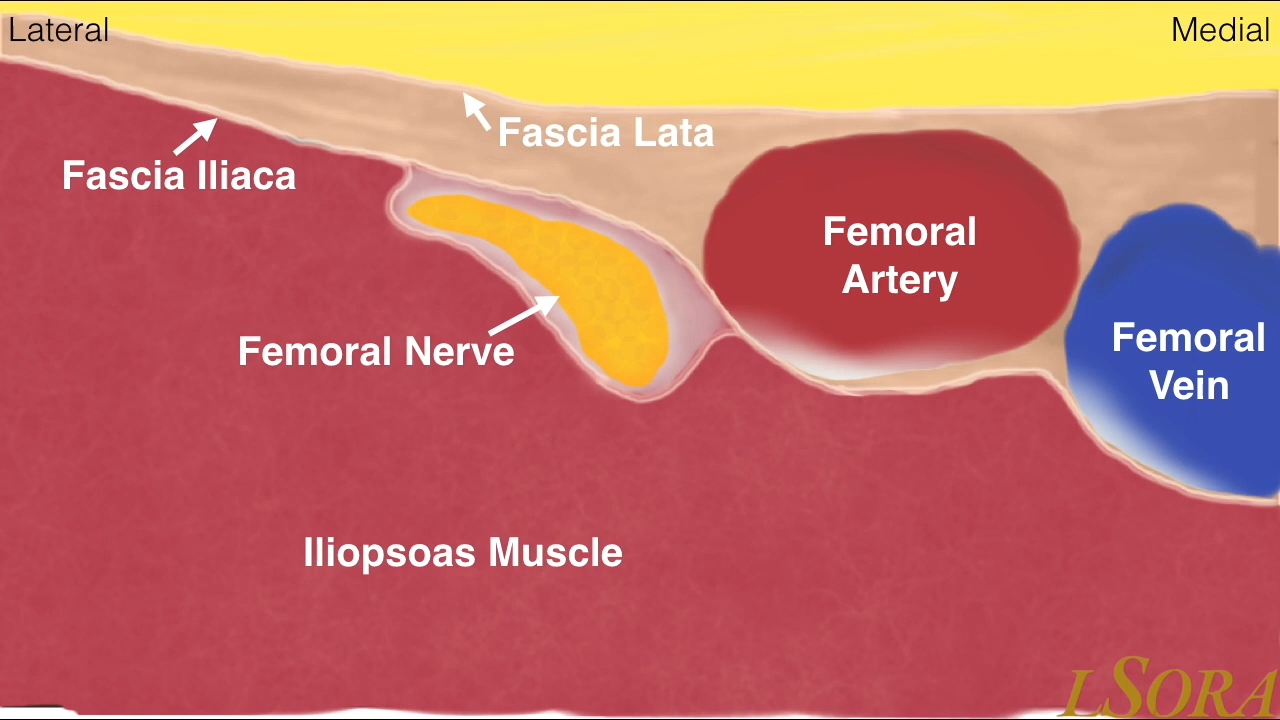 Lateral
Medial
Fascia Lata
Fascia Iliaca
Femoral
Artery
Femoral Nerve
Femoral
Vein
Iliopsoas Muscle
LSORA